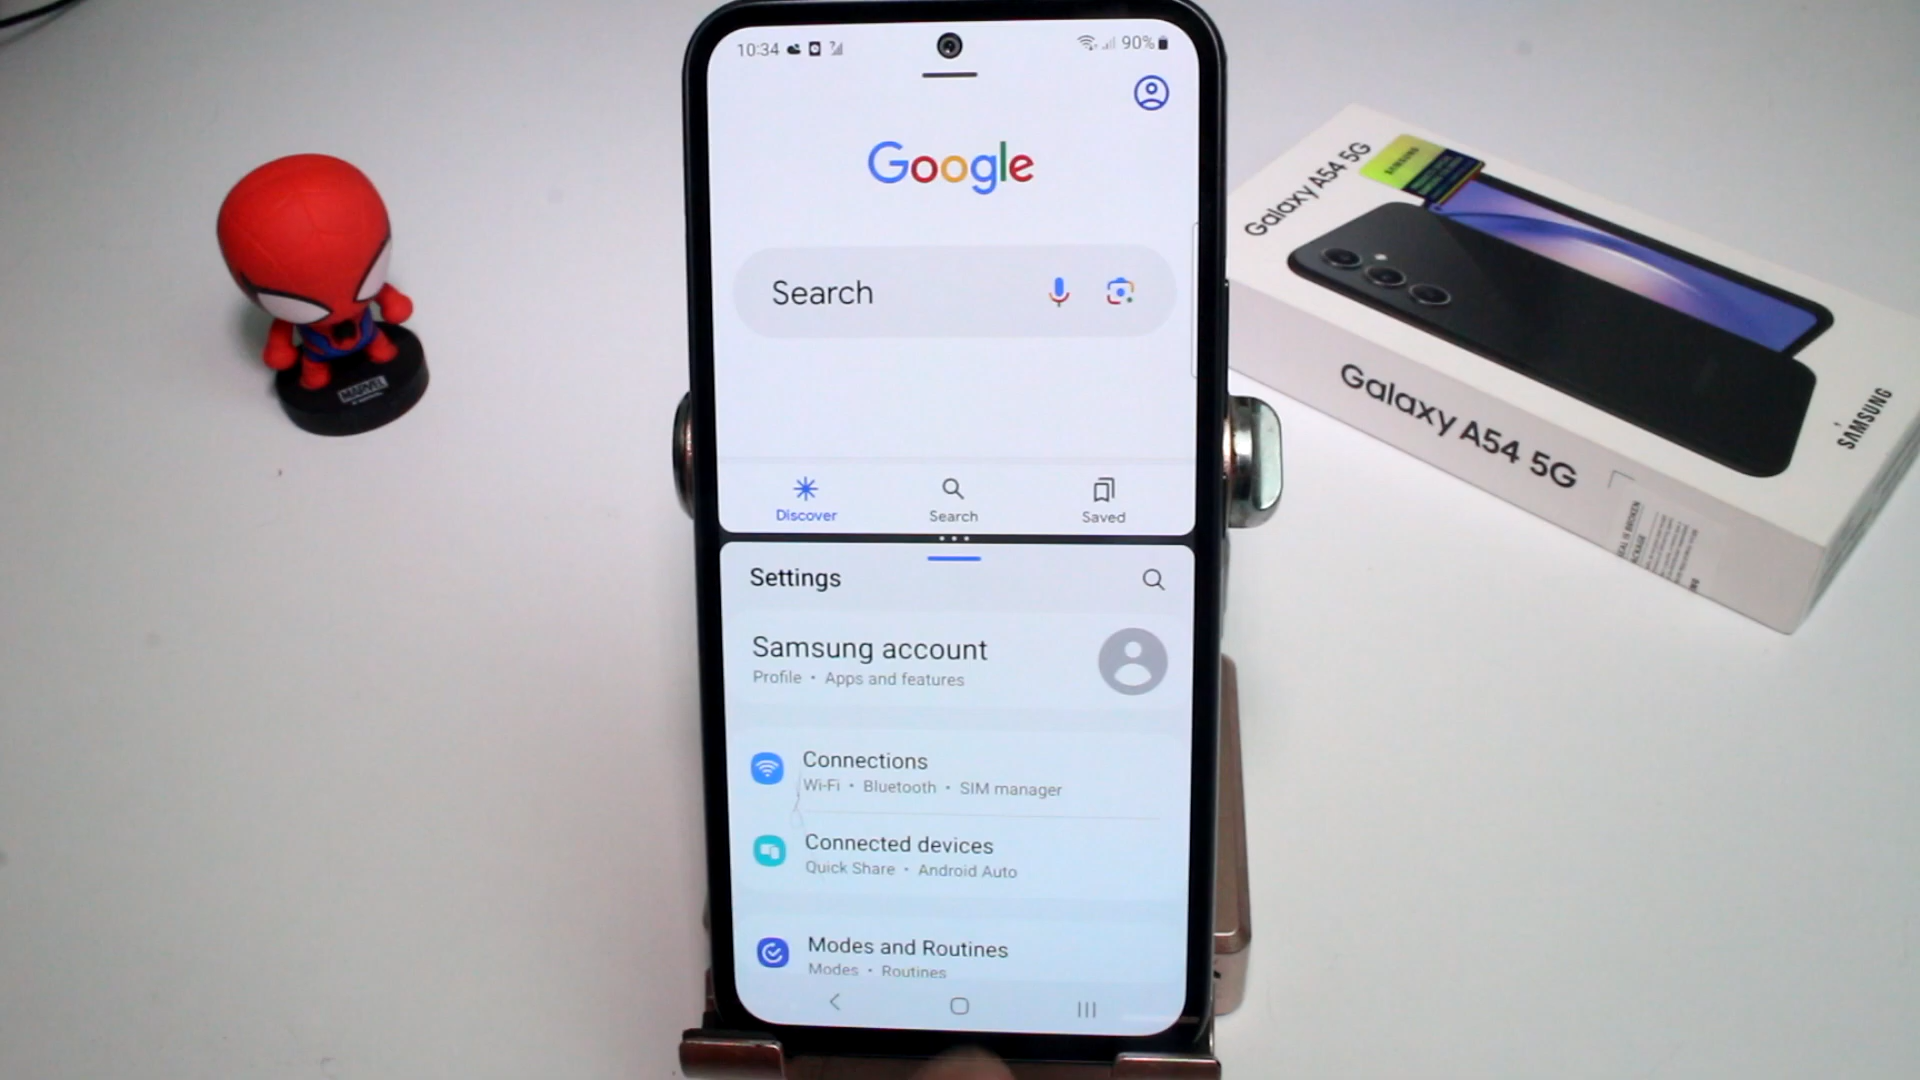 10:34
90%
Google
Search
Discover
Search
Saved
Settings
Samsung account
Profile • Apps and features
Connections
Wi-Fi • Bluetooth • SIM manager
Connected devices
Quick Share • Android Auto
Modes and Routines
Modes • Routines
MARVEL
Galaxy A54 5G
SAMSUNG
Galaxy A54 5G
SAMSUNG